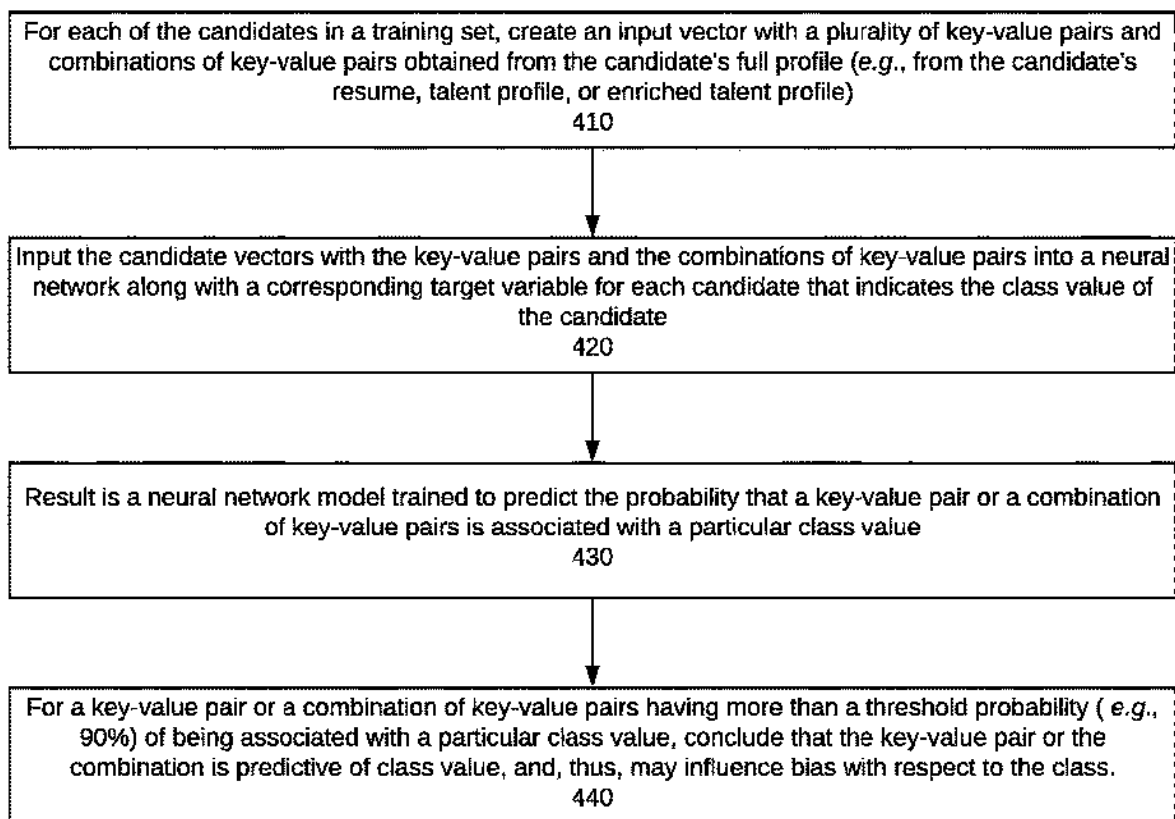 For each of the candidates in a training set, create an input vector with a plurality of key-value pairs and
combinations of key-value pairs obtained from the candidate's full profile (e.g., from the candidate's
resume, talent profile, or enriched talent profile)
410
Input the candidate vectors with the key-value pairs and the combinations of key-value pairs into a neural
network along with a corresponding target variable for each candidate that indicates the class value of
the candidate
420
Result is a neural network model trained to predict the probability that a key-value pair or a combination
of key-value pairs is associated with a particular class value
430
For a key-value pair or a combination of key-value pairs having more than a threshold probability ( e.g.,
90%) of being associated with a particular class value, conclude that the key-value pair or the
combination is predictive of class value, and, thus, may influence bias with respect to the class.
440